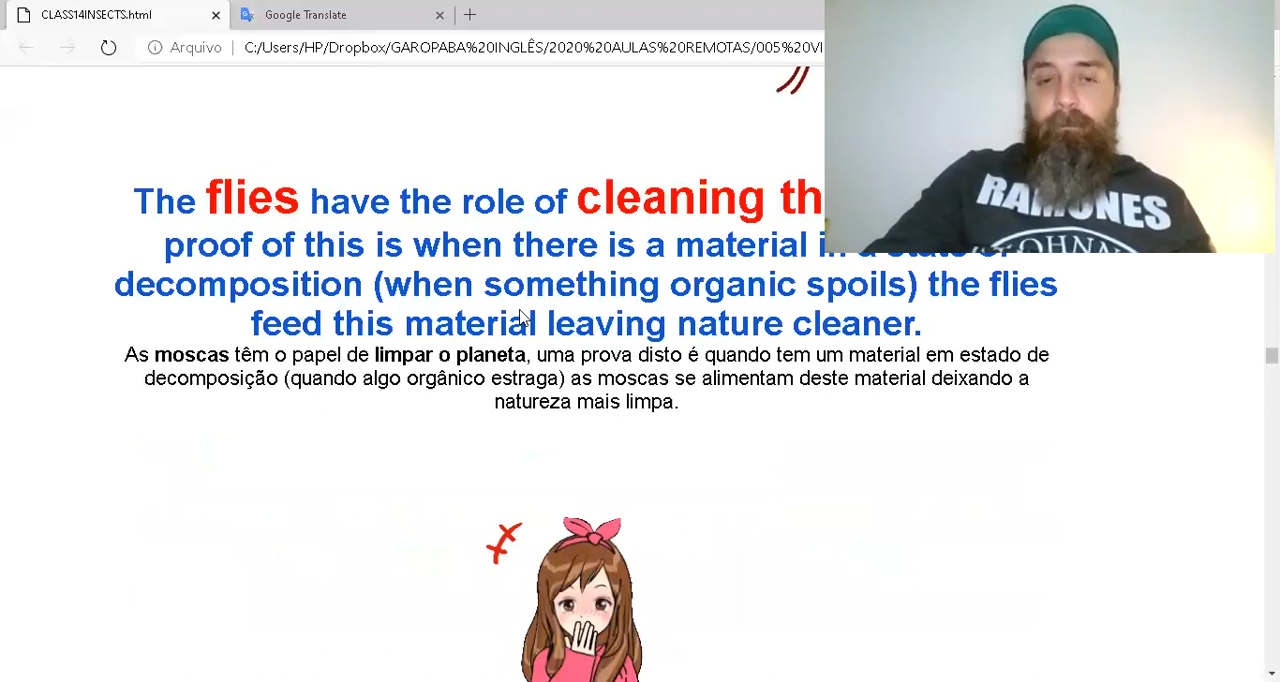 CLASS14INSECTS.html
Google Translate
Arquivo
C:/Users/HP/Dropbox/GAROPABA%20INGLÊS/2020%20AULAS%20REMOTAS/005%20VI
RAMONES
JOHNNY
The flies have the role of cleaning th
proof of this is when there is a material in a state of
decomposition (when something organic spoils) the flies
feed this material leaving nature cleaner.
As moscas têm o papel de limpar o planeta, uma prova disto é quando tem um material em estado de
decomposição (quando algo orgânico estraga) as moscas se alimentam deste material deixando a
natureza mais limpa.